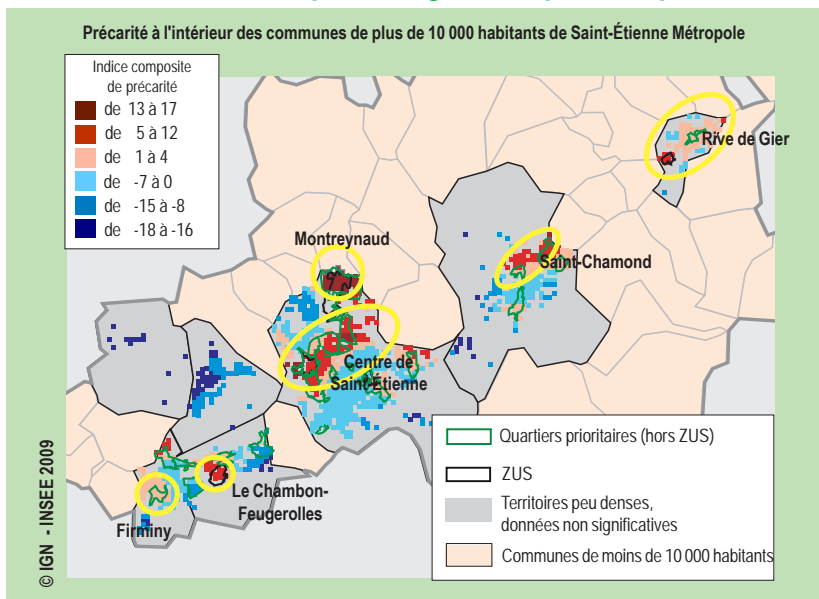 Précarité à l'intérieur des communes de plus de 10 000 habitants de Saint-Étienne Métropole
Indice composite
de précarité
de 13 à 17
de 5 à 12
de 1 à 4
de -7 à 0
de -15 à -8
de -18 à -16
Rive de Gier
Montreynaud
Saint-Chamond
Centre de
Saint-Étienne
Le Chambon-
Feugerolles
Firminy
Quartiers prioritaires (hors ZUS)
ZUS
Territoires peu denses,
données non significatives
Communes de moins de 10 000 habitants
© IGN - INSEE 2009